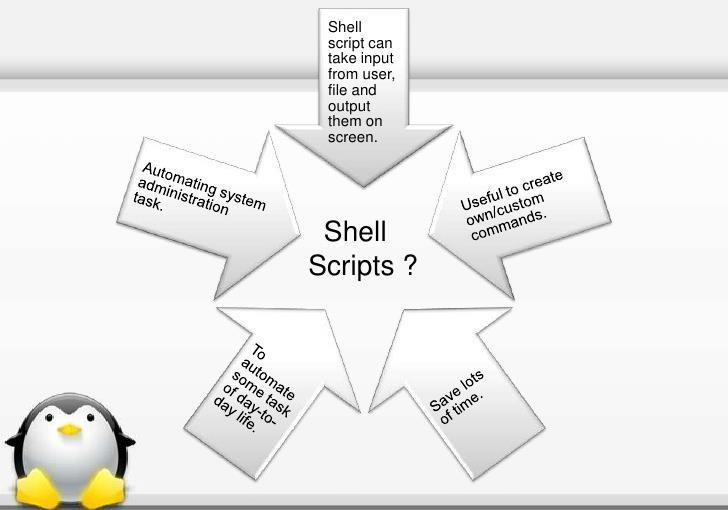 Shell
script can
take input
from user,
file and
output
them on
screen.
Automating system
administration
task.
Useful to create
own/custom
commands.
Shell
Scripts ?
To
automate
some task
of day-to-
day life.
Save lots
of time.